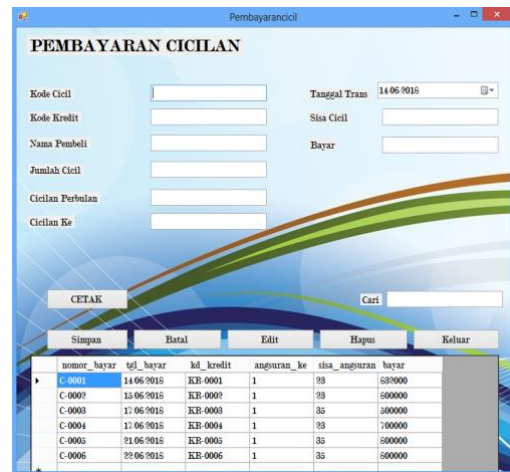 Pembayarancicil
PEMBAYARAN CICILAN
Kode Cicil
Tanggal Trans 14/06/2016
Kode Kredit
Sisa Cicil
Nama Pembeli
Bayar
Jumlah Cicil
Cicilan Perbulan
Cicilan Ke
CETAK
Cari
Simpan Batal Edit Hapus Keluar
nomor_bayar tgl_bayar kd_kredit angsuran_ke sisa_angsuran bayar
C-0001 14/06/2016 KR-0001 1 23 632000
C-0002 15/06/2016 KR-0002 1 23 600000
C-0003 17/06/2016 KR-0003 1 35 500000
C-0004 17/06/2016 KR-0004 1 23 700000
C-0005 21/06/2016 KR-0005 1 35 600000
C-0006 22/06/2016 KR-0006 1 35 600000